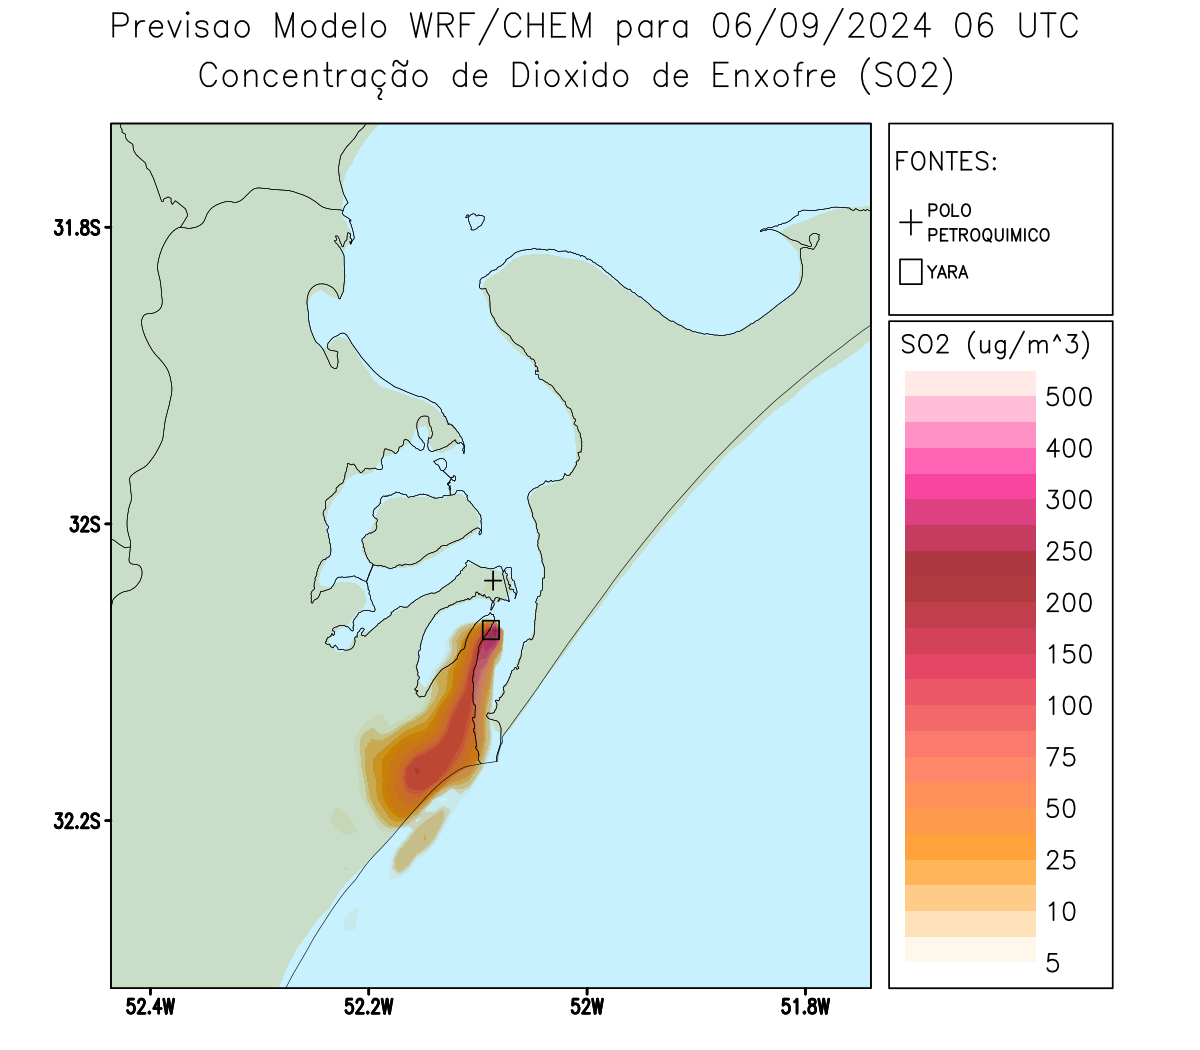 Previsao Modelo WRF/CHEM para 06/09/2024 06 UTC
Concentração de Dioxido de Enxofre (SO2)
FONTES:
POLO
PETROQUIMICO
YARA
SO2 (ug/m^3)
500
400
300
250
200
150
100
75
50
25
10
5
31.8S
32S
32.2S
52.4W
52.2W
52W
51.8W